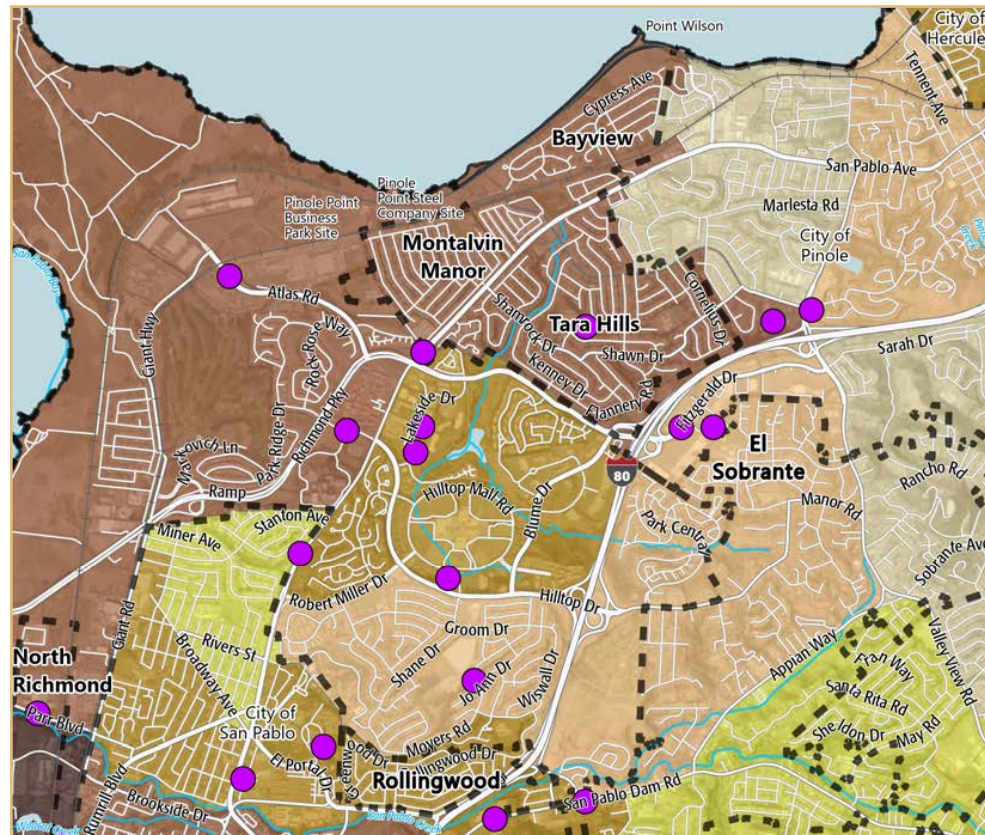 Point Wilson
City of
Hercule
Tennent Ave
Cypress Ave
Bayview
San Pablo Ave
Marlesta Rd
Pinole
Point Steel
Company Site
Pinole Point
Business
Park Site
Montalvin
Manor
City of
Pinole
San Pablo Bay
Atlas Rd
Giant Hwy
Rock Rose Way
Shamrock Dr
Tara Hills
Cornelius Dr
Shawn Dr
Kenney Dr
Sarah Dr
Flannery Rd
Fitzgerald Dr
Lakeside Dr
Park Ridge Dr
Richmond Pky
Markovich Ln
El
Sobrante
Rancho Rd
80
Ramp
Hilltop Mall Rd
Blume Dr
Manor Rd
Park Central
Stanton Ave
Miner Ave
Sobrante Ave
Robert Miller Dr
Hilltop Dr
Giant Rd
Groom Dr
Rivers St
Broadway Ave
Shane Dr
Jo Ann Dr
Wiswall Dr
Appian Way
Valley View Rd
Fran Way
Santa Rita Rd
North
Richmond
Parr Blvd
City of
San Pablo
She ldon Dr
May Rd
Moyers Rd
El Portal Dr
Rollingwood
San Pablo Dam Rd
Rumrill Blvd
Brookside Dr
San Pablo Creek